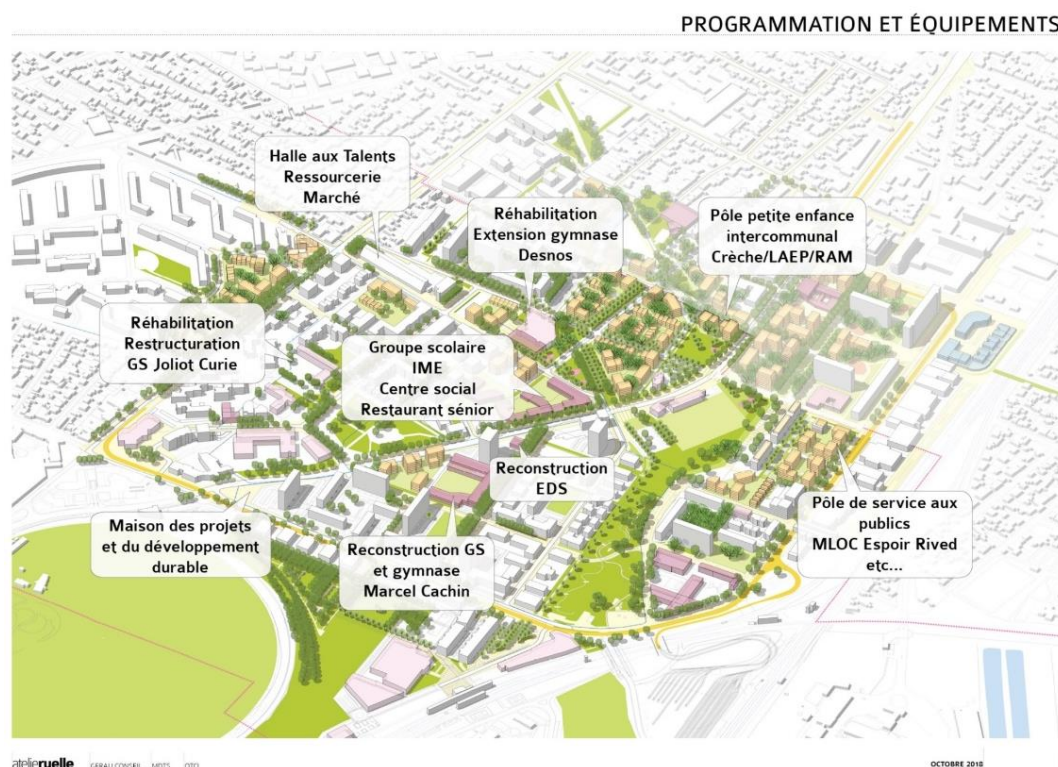 PROGRAMMATION ET ÉQUIPEMENTS
Halle aux Talents
Ressourcerie
Marché
Réhabilitation
Extension gymnase
Desnos
Pôle petite enfance
intercommunal
Crèche/LAEP/RAM
Réhabilitation
Restructuration
GS Joliot Curie
Groupe scolaire
IME
Centre social
Restaurant sénior
Reconstruction
EDS
Maison des projets
et du développement
durable
Reconstruction GS
et gymnase
Marcel Cachin
Pôle de service aux
publics
MLOC Espoir Rived
etc...
atelierruelle
OCTOBRE 2018